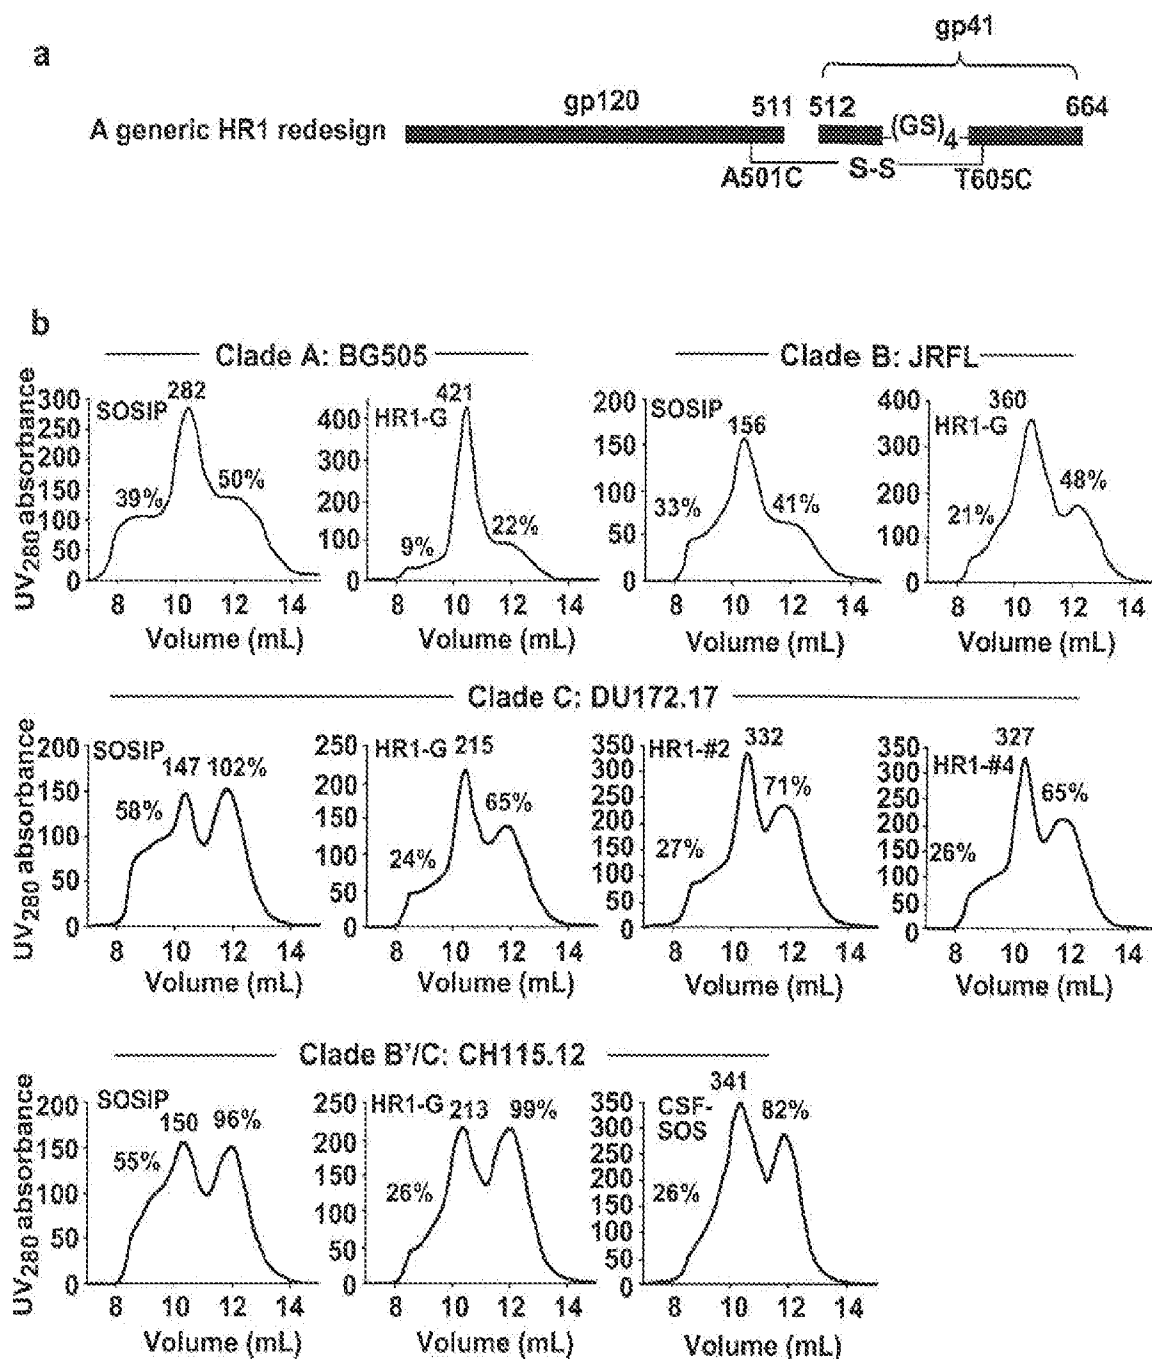 a
gp41
gp120
511 512
664
A generic HR1 redesign
(GS)4
A501C
S-S
T605C
b
Clade A: BG505
Clade B: JRFL
UV280 absorbance
300
250
200
150
100
50
0
SOSIP
282
39%
50%
8 10 12 14
Volume (mL)
400
300
200
100
0
HR1-G
421
9%
22%
8 10 12 14
Volume (mL)
200
150
100
50
0
SOSIP
156
33%
41%
8 10 12 14
Volume (mL)
400
300
200
100
0
HR1-G
360
21%
48%
8 10 12 14
Volume (mL)
Clade C: DU172.17
UV280 absorbance
200
150
100
50
0
SOSIP
147 102%
58%
8 10 12 14
Volume (mL)
250
200
150
100
50
0
HR1-G 215
65%
24%
8 10 12 14
Volume (mL)
350
300
250
200
150
100
50
0
HR1-#2
332
71%
27%
8 10 12 14
Volume (mL)
350
300
250
200
150
100
50
0
HR1-#4
327
65%
26%
8 10 12 14
Volume (mL)
Clade B'/C: CH115.12
UV280 absorbance
200
150
100
50
0
SOSIP
150 96%
55%
8 10 12 14
Volume (mL)
250
200
150
100
50
0
HR1-G
213 99%
26%
8 10 12 14
Volume (mL)
350
300
250
200
150
100
50
0
CSF-
SOS
341
82%
26%
8 10 12 14
Volume (mL)